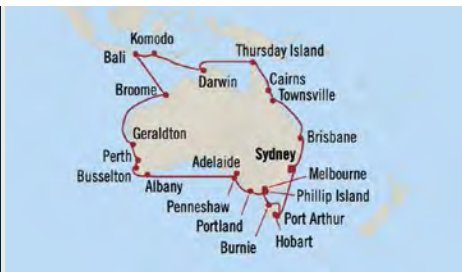 Komodo
Bali
Thursday Island
Darwin
Cairns
Broome
Townsville
Geraldton
Brisbane
Perth
Adelaide
Sydney
Busselton
Melbourne
Albany
Phillip Island
Penneshaw
Portland
Port Arthur
Burnie
Hobart